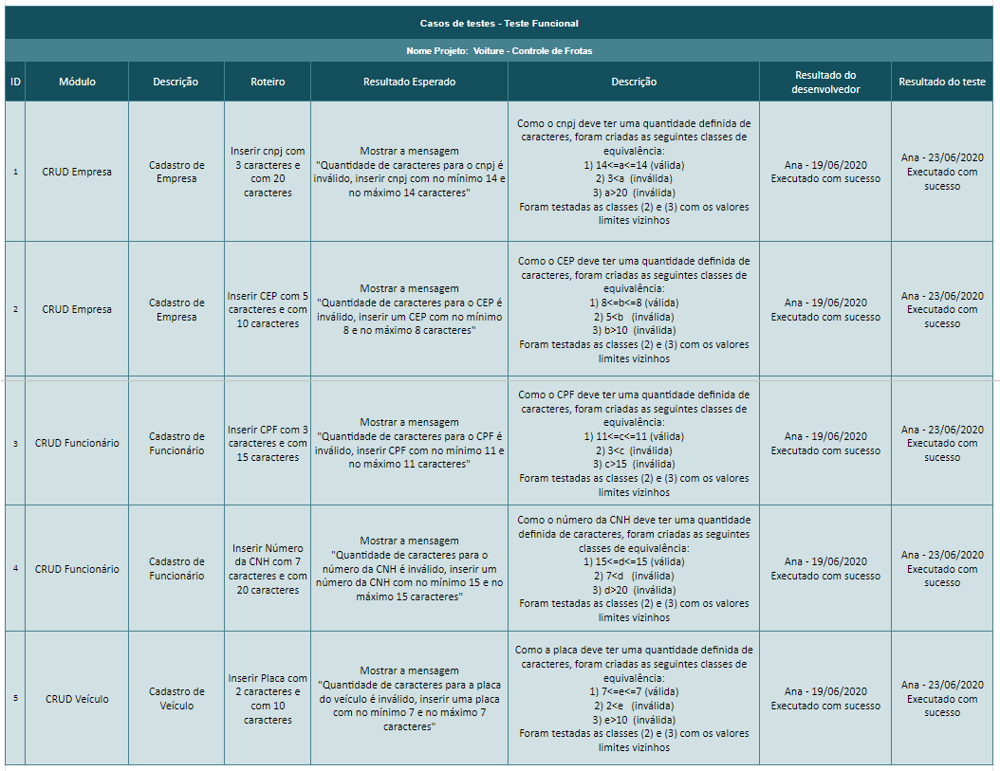 Casos de testes - Teste Funcional
Nome Projeto: Voiture - Controle de Frotas
ID
Módulo
Descrição
Roteiro
Resultado Esperado
Descrição
Resultado do
desenvolvedor
Resultado do teste
1
CRUD Empresa
Cadastro de
Empresa
Inserir cnpj com
3 caracteres e
com 20
caracteres
Mostrar a mensagem
"Quantidade de caracteres para o cnpj é
inválido, inserir cnpj com no mínimo 14 e
no máximo 14 caracteres"
Como o cnpj deve ter uma quantidade definida de
caracteres, foram criadas as seguintes classes de
equivalência:
1) 14<=a<=14 (válida)
2) 3<a (inválida)
3) a>20 (inválida)
Foram testadas as classes (2) e (3) com os valores
limites vizinhos
Ana - 19/06/2020
Executado com sucesso
Ana - 23/06/2020
Executado com
sucesso
2
CRUD Empresa
Cadastro de
Empresa
Inserir CEP com 5
caracteres e com
10 caracteres
Mostrar a mensagem
"Quantidade de caracteres para o CEP é
inválido, inserir um CEP com no mínimo
8 e no máximo 8 caracteres"
Como o CEP deve ter uma quantidade definida de
caracteres, foram criadas as seguintes classes de
equivalência:
1) 8<=b<=8 (válida)
2) 5<b (inválida)
3) b>10 (inválida)
Foram testadas as classes (2) e (3) com os valores
limites vizinhos
Ana - 19/06/2020
Executado com sucesso
Ana - 23/06/2020
Executado com
sucesso
3
CRUD Funcionário
Cadastro de
Funcionário
Inserir CPF com 3
caracteres e com
15 caracteres
Mostrar a mensagem
"Quantidade de caracteres para o CPF é
inválido, inserir CPF com no mínimo 11 e
no máximo 11 caracteres"
Como o CPF deve ter uma quantidade definida de
caracteres, foram criadas as seguintes classes de
equivalência:
1) 11<=c<=11 (válida)
2) 3<c (inválida)
3) c>15 (inválida)
Foram testadas as classes (2) e (3) com os valores
limites vizinhos
Ana - 19/06/2020
Executado com sucesso
Ana - 23/06/2020
Executado com
sucesso
4
CRUD Funcionário
Cadastro de
Funcionário
Inserir Número
da CNH com 7
caracteres e com
20 caracteres
Mostrar a mensagem
"Quantidade de caracteres para o
número da CNH é inválido, inserir um
número da CNH com no mínimo 15 e no
máximo 15 caracteres"
Como o número da CNH deve ter uma quantidade
definida de caracteres, foram criadas as seguintes
classes de equivalência:
1) 15<=d<=15 (válida)
2) 7<d (inválida)
3) d>20 (inválida)
Foram testadas as classes (2) e (3) com os valores
limites vizinhos
Ana - 19/06/2020
Executado com sucesso
Ana - 23/06/2020
Executado com
sucesso
5
CRUD Veículo
Cadastro de
Veículo
Inserir Placa com
2 caracteres e
com 10
caracteres
Mostrar a mensagem
"Quantidade de caracteres para a placa
do veículo é inválido, inserir uma placa
com no mínimo 7 e no máximo 7
caracteres"
Como a placa deve ter uma quantidade definida de
caracteres, foram criadas as seguintes classes de
equivalência:
1) 7<=e<=7 (válida)
2) 2<e (inválida)
3) e>10 (inválida)
Foram testadas as classes (2) e (3) com os valores
limites vizinhos
Ana - 19/06/2020
Executado com sucesso
Ana - 23/06/2020
Executado com
sucesso